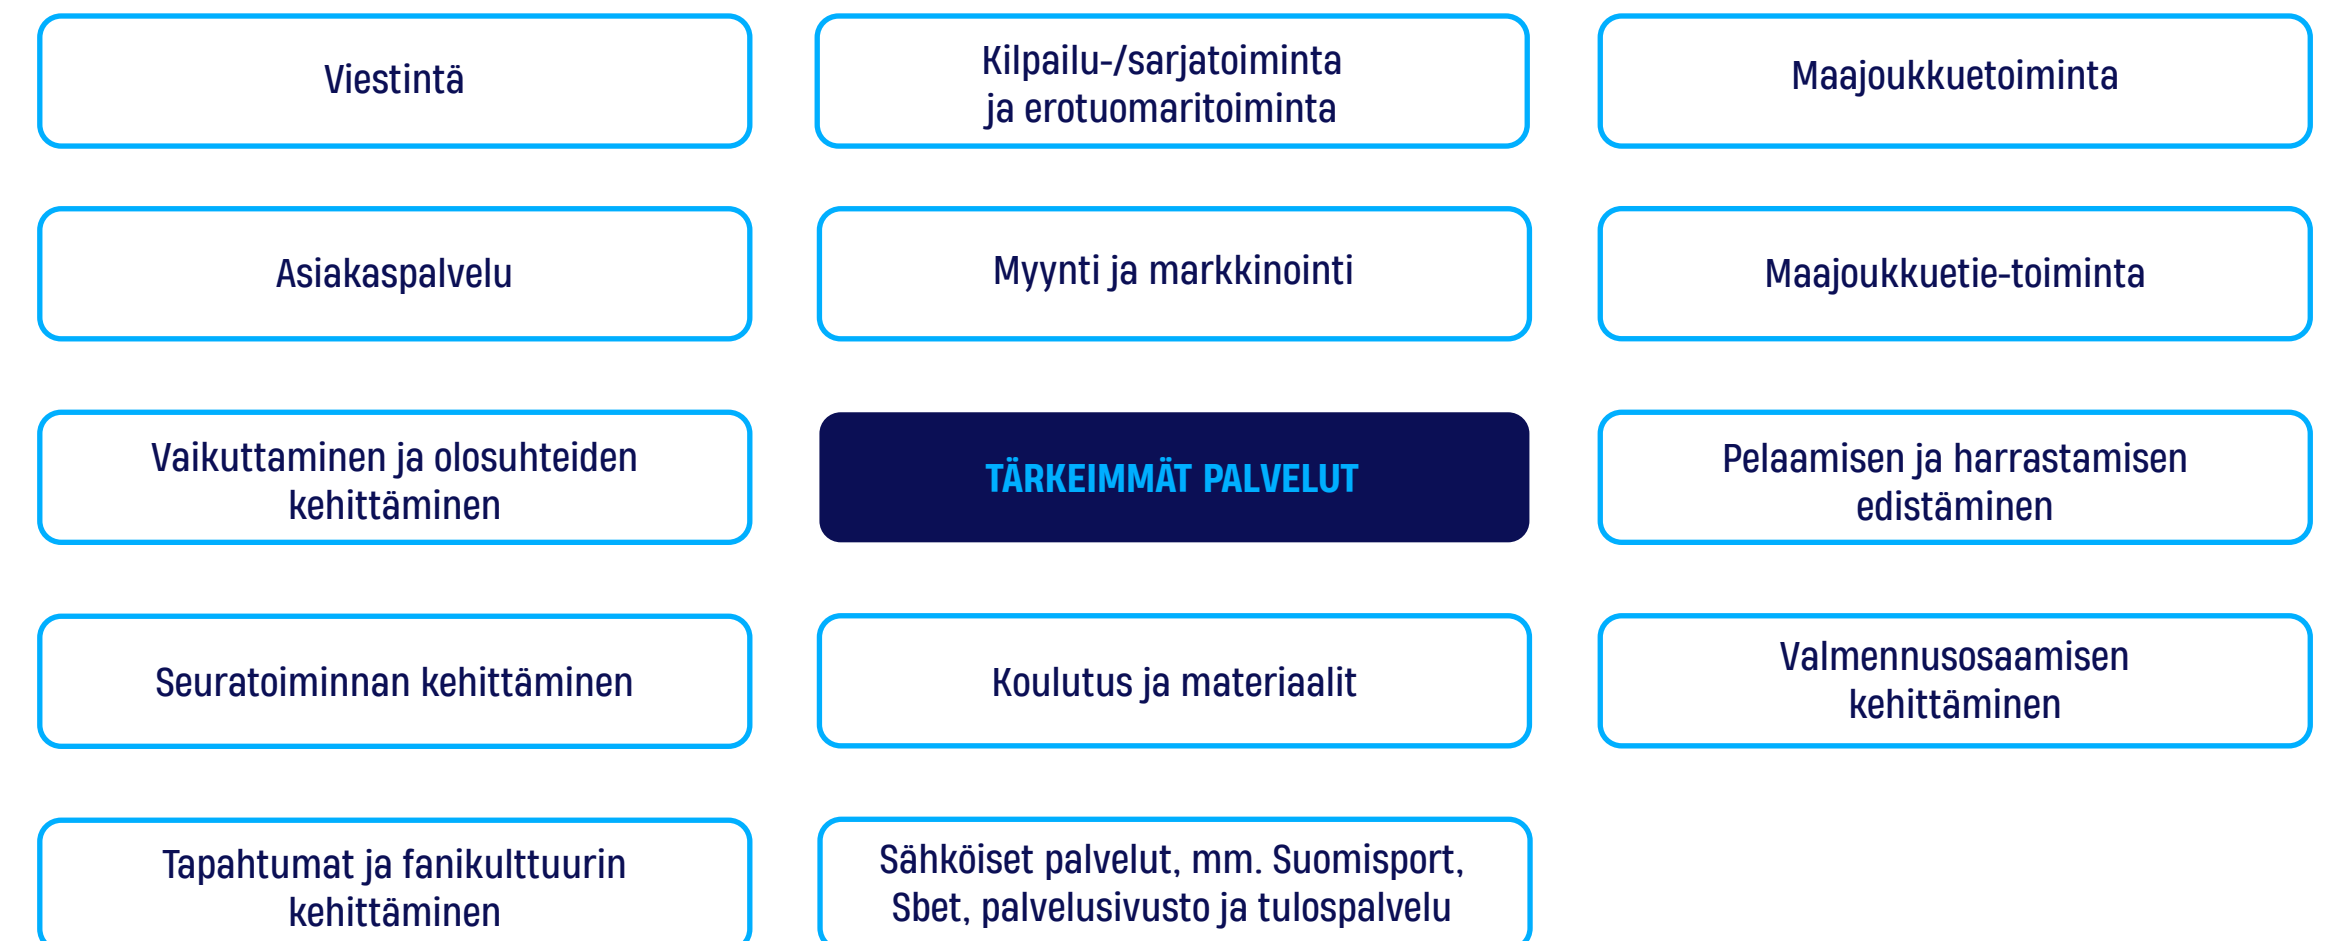 Viestintä
Kilpailu-/sarjatoiminta
ja erotuomaritoiminta
Maajoukkuetoiminta
Asiakaspalvelu
Myynti ja markkinointi
Maajoukkuetie-toiminta
Vaikuttaminen ja olosuhteiden
kehittäminen
TÄRKEIMMÄT PALVELUT
Pelaamisen ja harrastamisen
edistäminen
Seuratoiminnan kehittäminen
Koulutus ja materiaalit
Valmennusosaamisen
kehittäminen
Tapahtumat ja fanikulttuurin
kehittäminen
Sähköiset palvelut, mm. Suomisport,
Sbet, palvelusivusto ja tulospalvelu